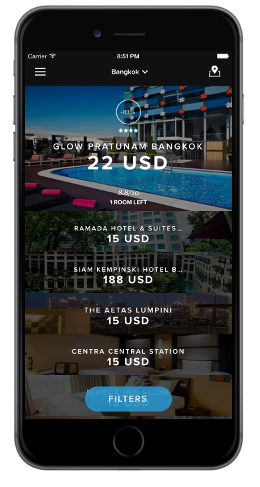 Carrier 8:51 PM
Bangkok
-83%
GLOW PRATUNAM BANGKOK
22 USD
8.8/10
1 ROOM LEFT
RAMADA HOTEL & SUITES...
15 USD
SIAM KEMPINSKI HOTEL B...
188 USD
THE AETAS LUMPINI
15 USD
CENTRA CENTRAL STATION
15 USD
FILTERS